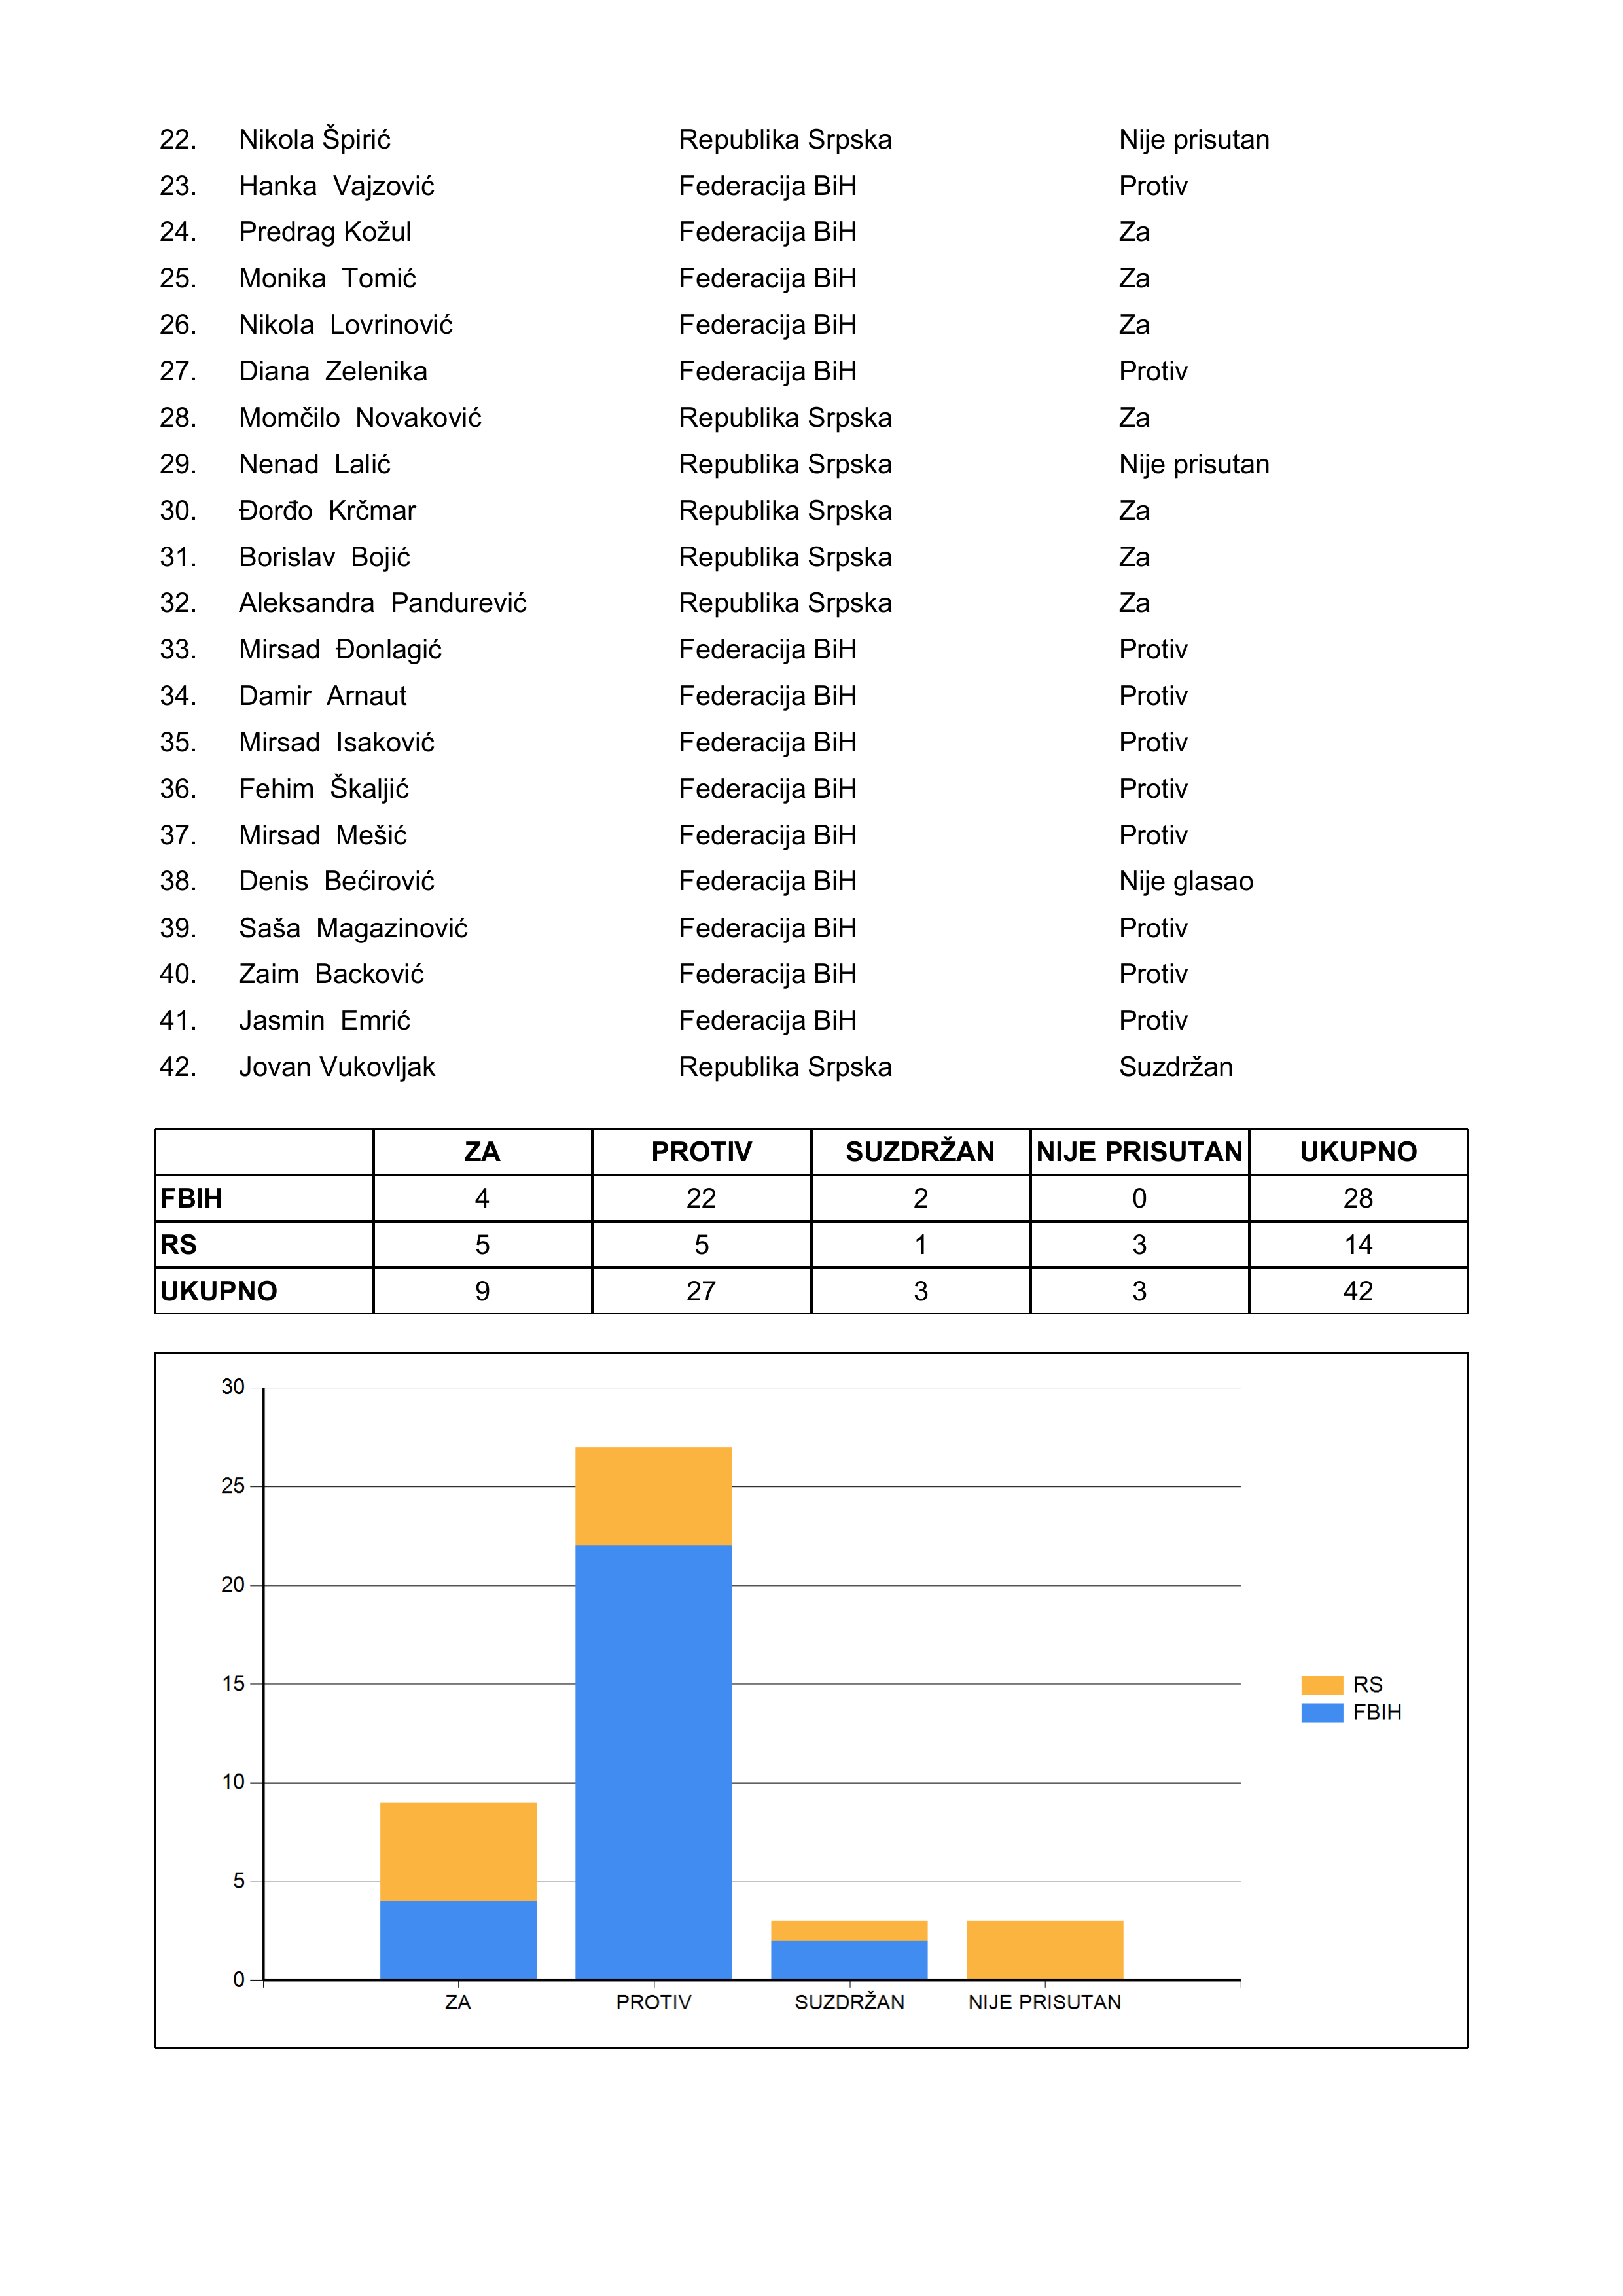 22. Nikola Špirić Republika Srpska Nije prisutan
23. Hanka Vajzović Federacija BiH Protiv
24. Predrag Kožul Federacija BiH Za
25. Monika Tomić Federacija BiH Za
26. Nikola Lovrinović Federacija BiH Za
27. Diana Zelenika Federacija BiH Protiv
28. Momčilo Novaković Republika Srpska Za
29. Nenad Lalić Republika Srpska Nije prisutan
30. Đorđo Krčmar Republika Srpska Za
31. Borislav Bojić Republika Srpska Za
32. Aleksandra Pandurević Republika Srpska Za
33. Mirsad Đonlagić Federacija BiH Protiv
34. Damir Arnaut Federacija BiH Protiv
35. Mirsad Isaković Federacija BiH Protiv
36. Fehim Škaljić Federacija BiH Protiv
37. Mirsad Mešić Federacija BiH Protiv
38. Denis Bećirović Federacija BiH Nije glasao
39. Saša Magazinović Federacija BiH Protiv
40. Zaim Backović Federacija BiH Protiv
41. Jasmin Emrić Federacija BiH Protiv
42. Jovan Vukovljak Republika Srpska Suzdržan
ZA PROTIV SUZDRŽAN NIJE PRISUTAN UKUPNO
FBIH 4 22 2 0 28
RS 5 5 1 3 14
UKUPNO 9 27 3 3 42
30
25
20
15
10
5
0
ZA PROTIV SUZDRŽAN NIJE PRISUTAN
RS
FBIH